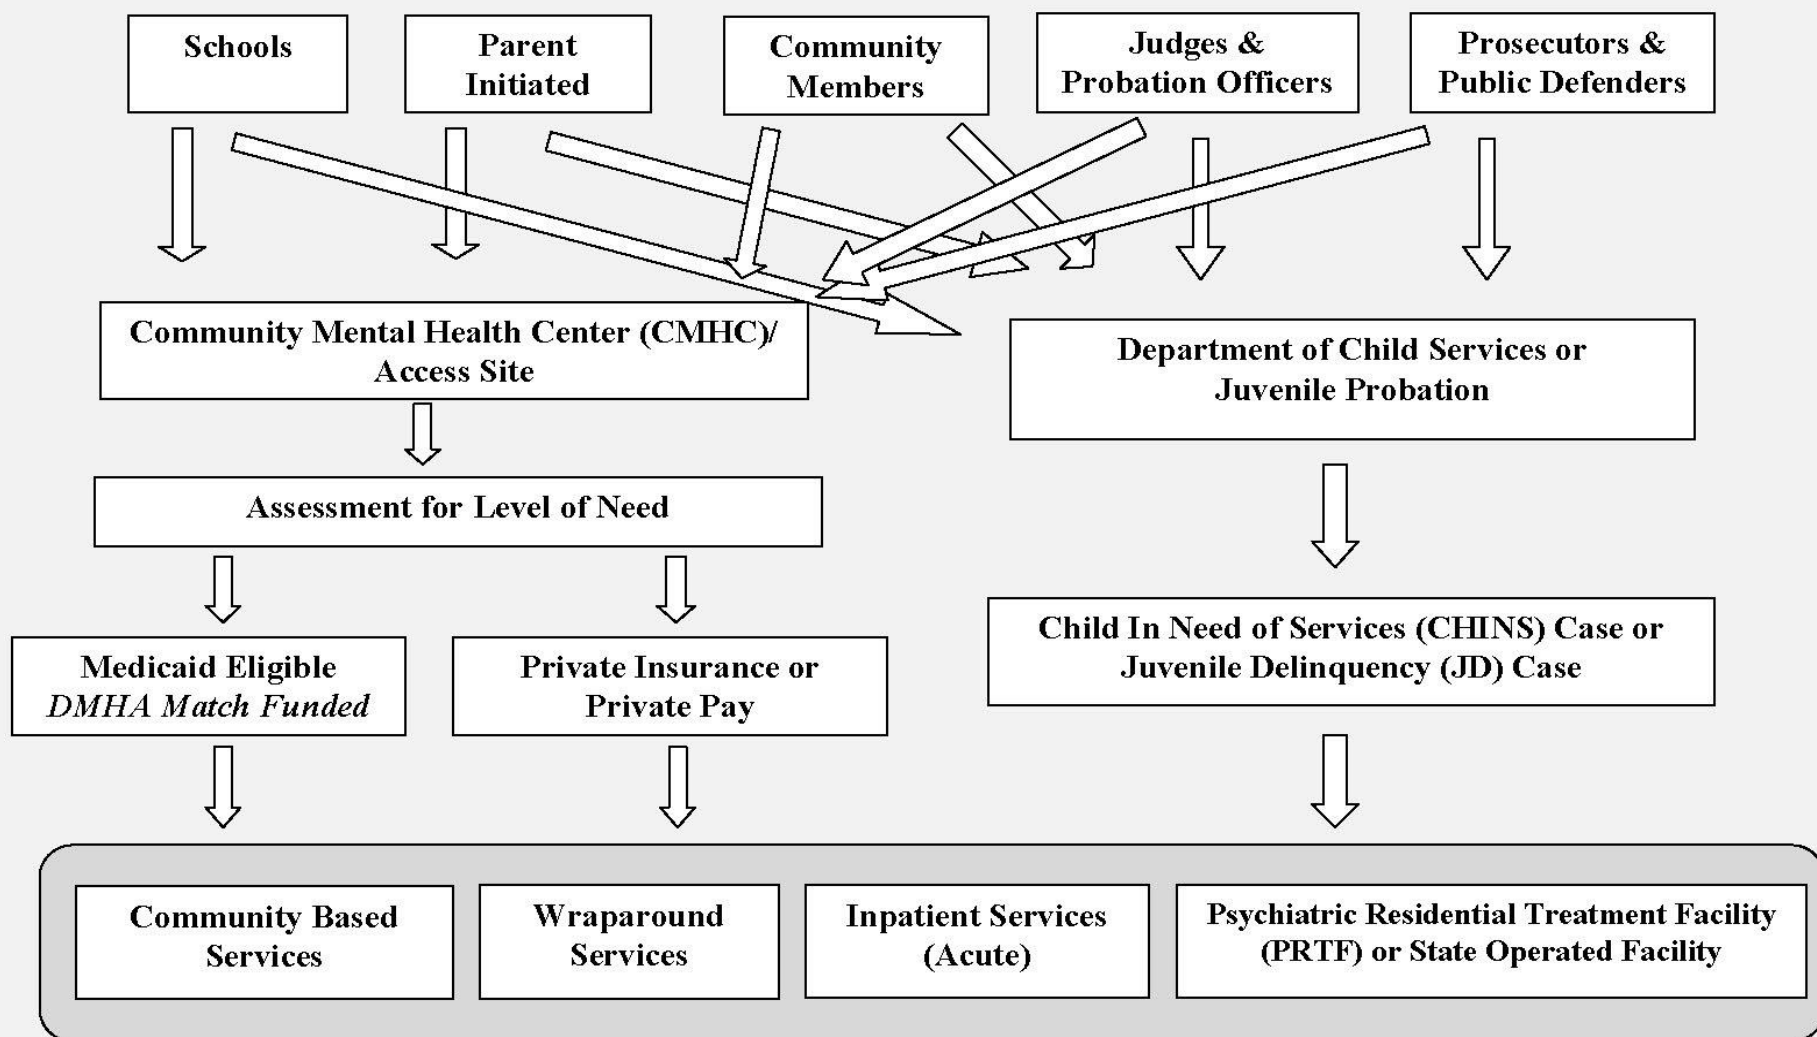 Schools
Parent
Initiated
Community
Members
Judges &
Probation Officers
Prosecutors &
Public Defenders
Community Mental Health Center (CMHC)/
Access Site
Department of Child Services or
Juvenile Probation
Assessment for Level of Need
Medicaid Eligible
DMHA Match Funded
Private Insurance or
Private Pay
Child In Need of Services (CHINS) Case or
Juvenile Delinquency (JD) Case
Community Based
Services
Wraparound
Services
Inpatient Services
(Acute)
Psychiatric Residential Treatment Facility
(PRTF) or State Operated Facility